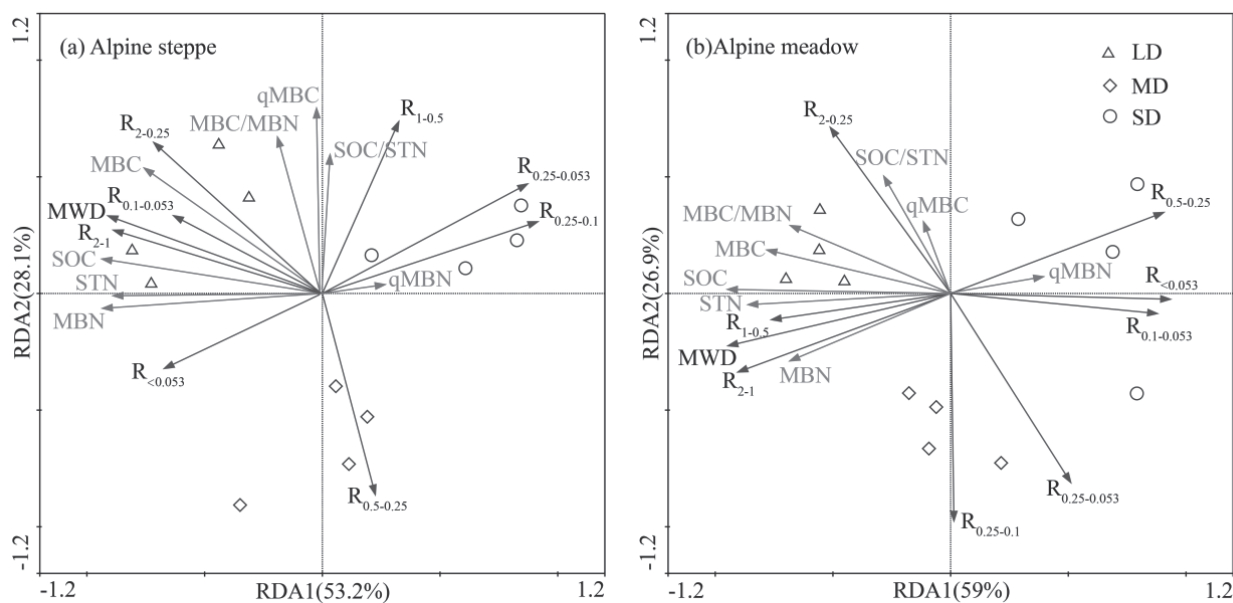 1.2
(a) Alpine steppe
qMBC
R1-0.5
MBC/MBN
R2-0.25
SOC/STN
MBC
R0.25-0.053
R0.1-0.053
MWD
R0.25-0.1
R2-1
SOC
qMBN
STN
MBN
R<0.053
R0.5-0.25
RDA2(28.1%)
-1.2
-1.2
RDA1(53.2%)
1.2
1.2
(b)Alpine meadow
LD
MD
SD
R2-0.25
SOC/STN
qMBC
R0.5-0.25
MBC/MBN
MBC
qMBN
SOC
R<0.053
STN
R1-0.5
R0.1-0.053
MWD
R2-1
MBN
R0.25-0.053
R0.25-0.1
RDA2(26.9%)
-1.2
-1.2
RDA1(59%)
1.2